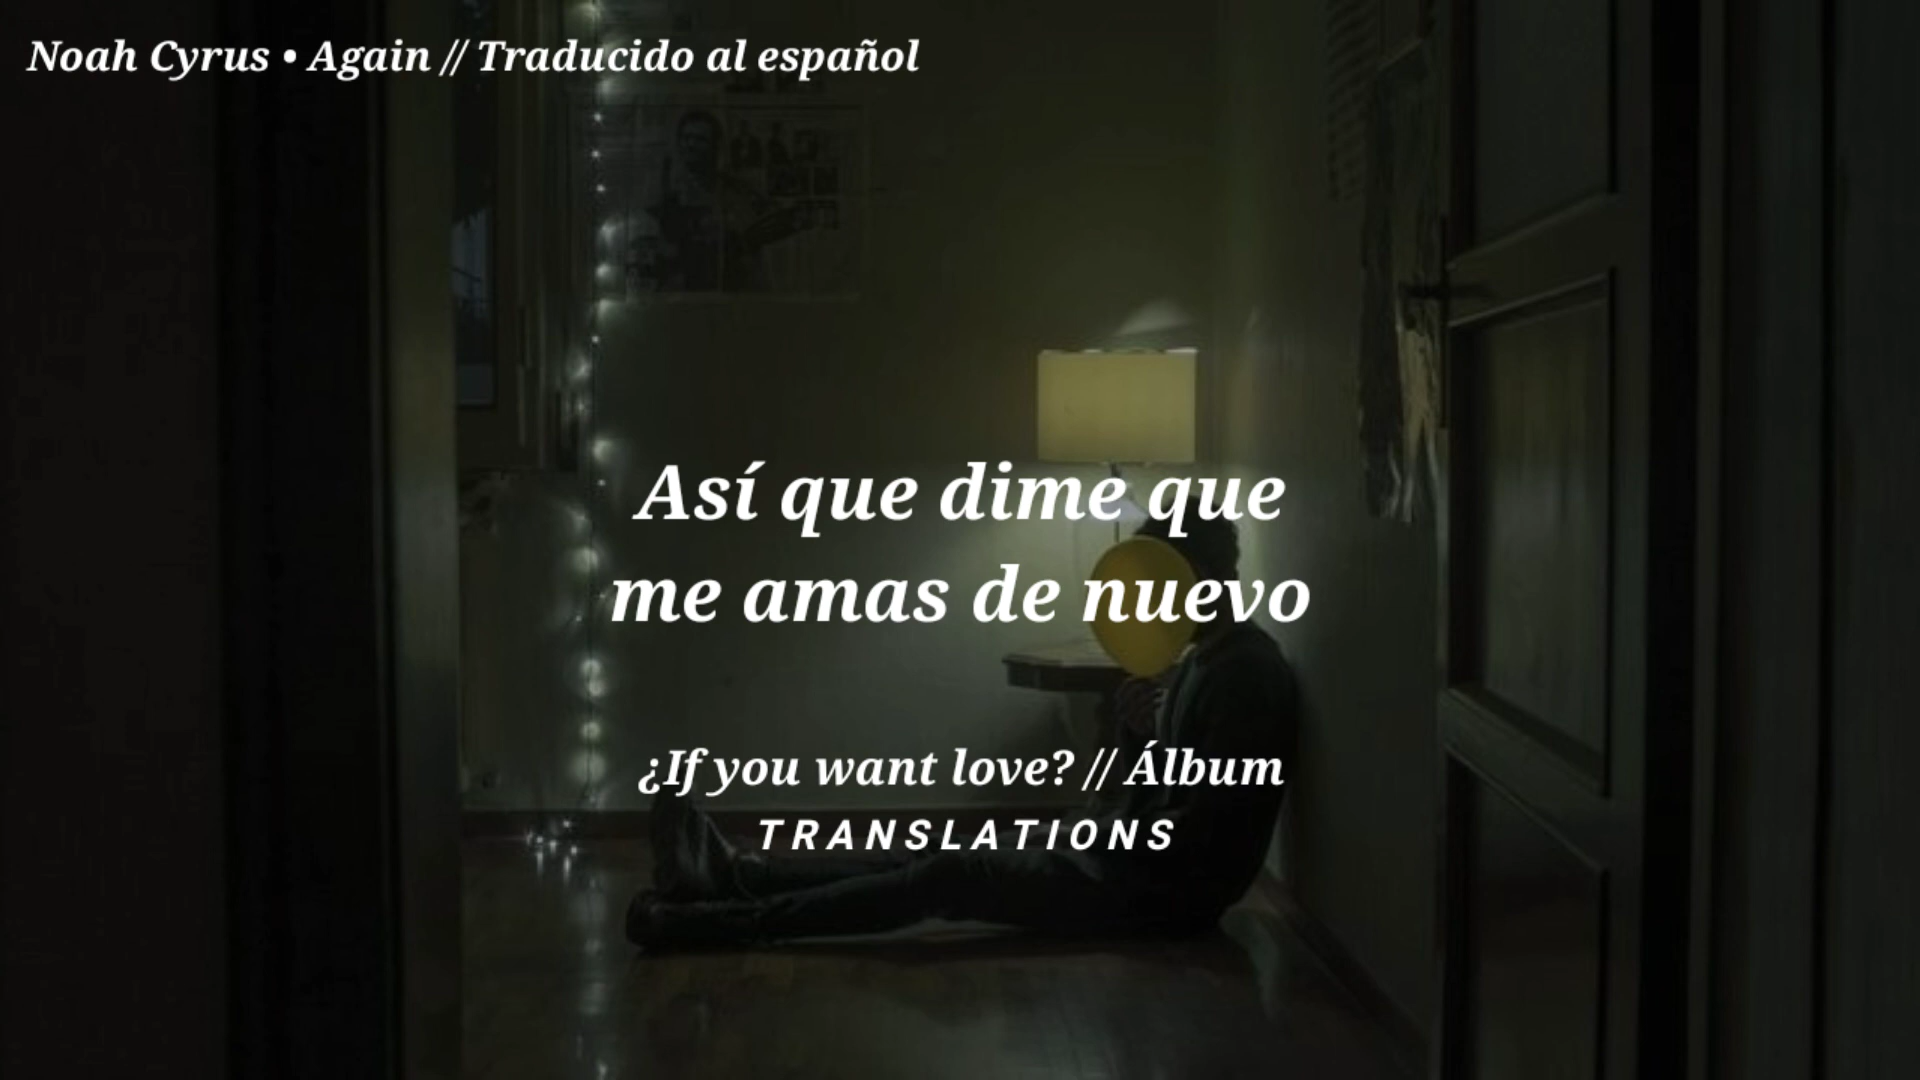 Noah Cyrus • Again // Traducido al español
Así que dime que
me amas de nuevo
¿If you want love? // Álbum
TRANSLATIONS